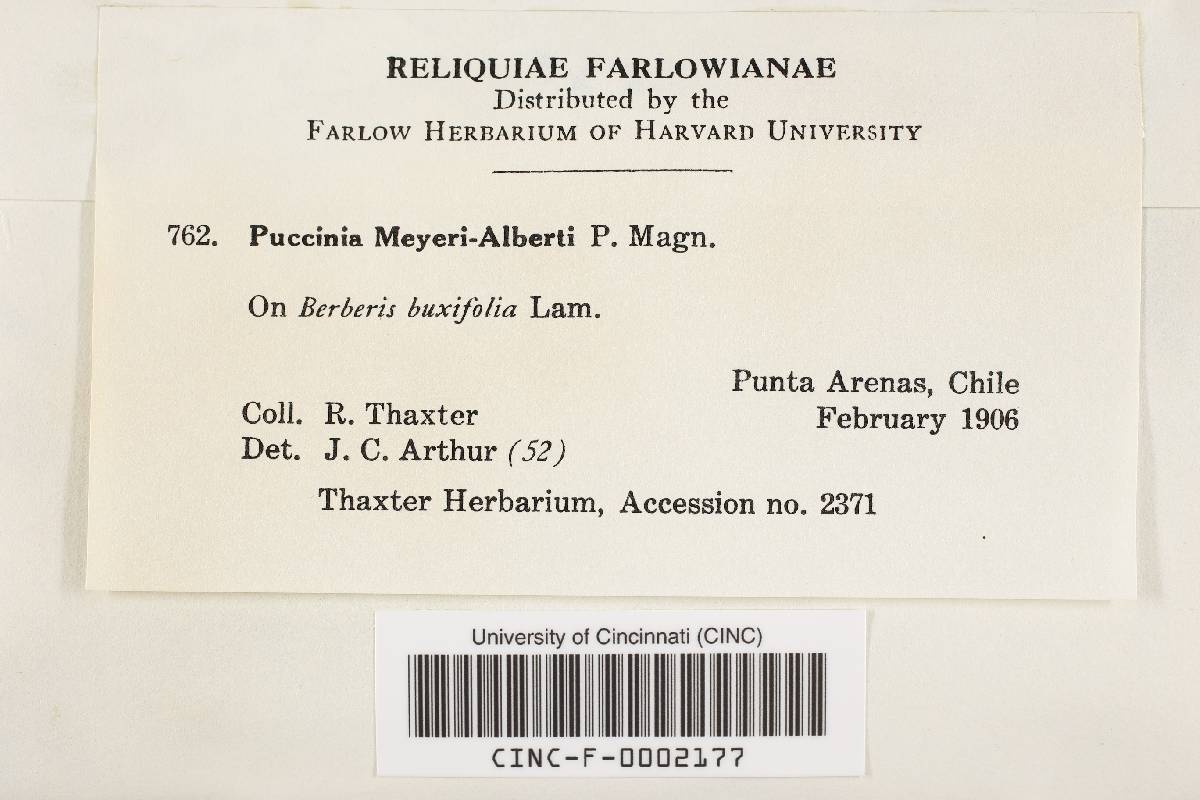 RELIQUIAE FARLOWIANAE
Distributed by the
FARLOW HERBARIUM OF HARVARD UNIVERSITY
762. Puccinia Meyeri-Alberti P. Magn.
On Berberis buxifolia Lam.
Punta Arenas, Chile
February 1906
Coll. R. Thaxter
Det. J. C. Arthur (52)
Thaxter Herbarium, Accession no. 2371
University of Cincinnati (CINC)
CINC-F-0002177